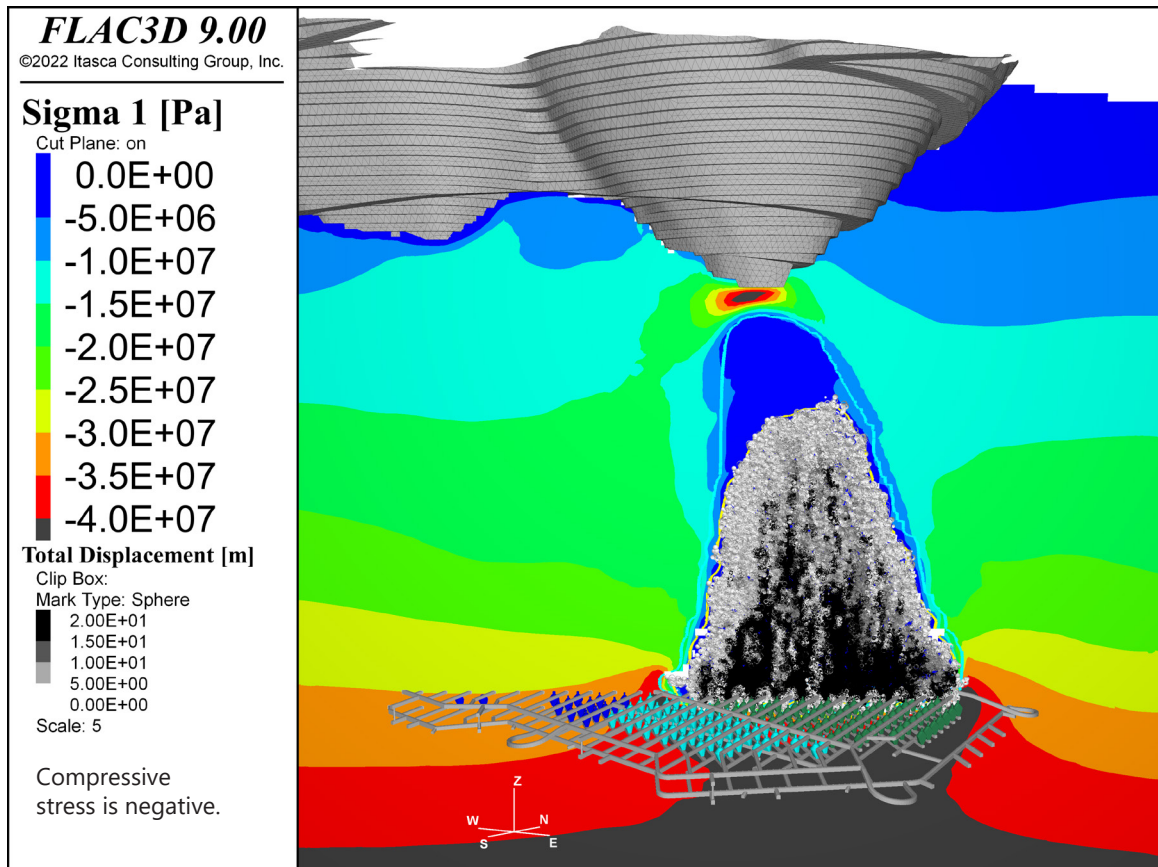 FLAC3D 9.00
©2022 Itasca Consulting Group, Inc.
Sigma 1 [Pa]
Cut Plane: on
0.0E+00
-5.0E+06
-1.0E+07
-1.5E+07
-2.0E+07
-2.5E+07
-3.0E+07
-3.5E+07
-4.0E+07
Total Displacement [m]
Clip Box:
Mark Type: Sphere
2.00E+01
1.50E+01
1.00E+01
5.00E+00
0.00E+00
Scale: 5
Compressive
stress is negative.
Z
W N
S E